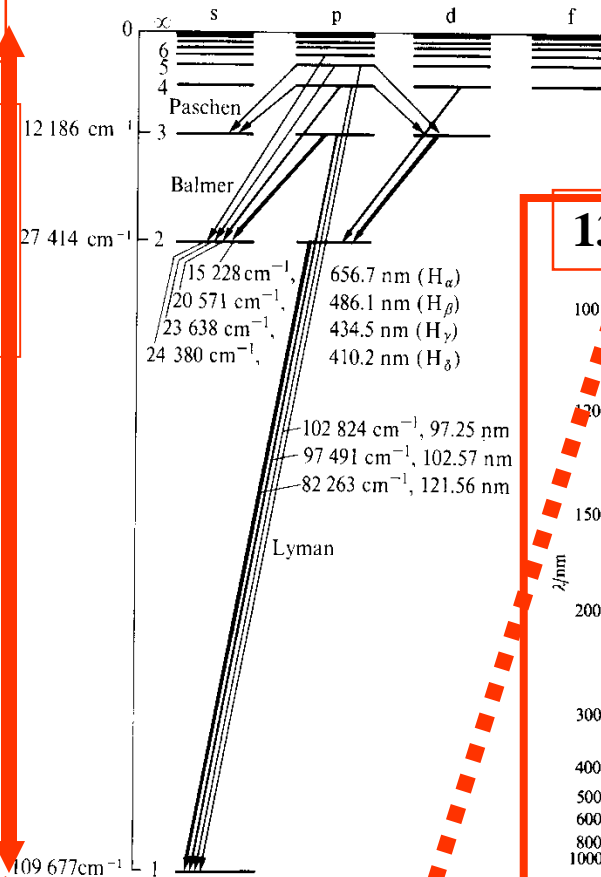 s p d f
0 ∞
6
5
4
Paschen
12 186 cm⁻¹ 3
Balmer
27 414 cm⁻¹ 2
15 228 cm⁻¹, 656.7 nm (Hα)
20 571 cm⁻¹, 486.1 nm (Hβ)
23 638 cm⁻¹, 434.5 nm (Hγ)
24 380 cm⁻¹, 410.2 nm (Hδ)
102 824 cm⁻¹, 97.25 nm
97 491 cm⁻¹, 102.57 nm
82 263 cm⁻¹, 121.56 nm
Lyman
109 677cm⁻¹ 1
100
120
150
λ/nm
200
300
400
500
600
800
1000